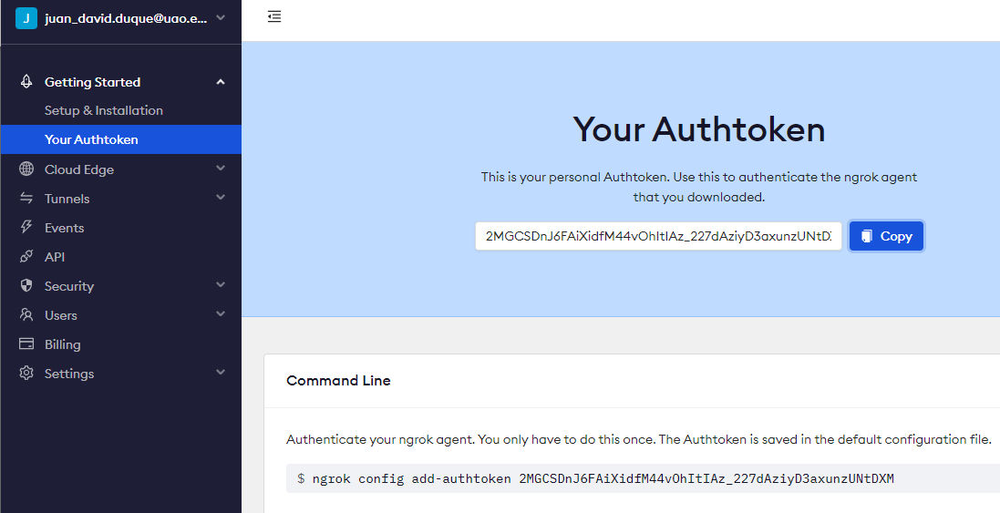 J juan_david.duque@uao.e...
Getting Started
Setup & Installation
Your Authtoken
Cloud Edge
Tunnels
Events
API
Security
Users
Billing
Settings
Your Authtoken
This is your personal Authtoken. Use this to authenticate the ngrok agent
that you downloaded.
2MGCSDnJ6FAiXidfM44vOhItIAz_227dAziyD3axunzUNtDX
Copy
Command Line
Authenticate your ngrok agent. You only have to do this once. The Authtoken is saved in the default configuration file.
$ ngrok config add-authtoken 2MGCSDnJ6FAiXidfM44vOhItIAz_227dAziyD3axunzUNtDXM